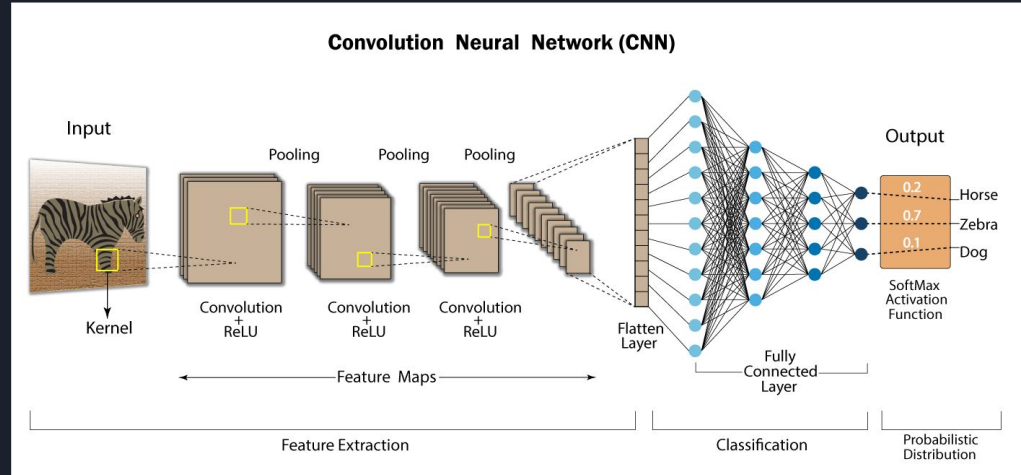 Convolution Neural Network (CNN)
Input
Kernel
Pooling
Pooling
Pooling
Convolution
+
ReLU
Convolution
+
ReLU
Convolution
+
ReLU
Feature Maps
Flatten
Layer
Fully
Connected
Layer
Output
0.2
0.7
0.1
Horse
Zebra
Dog
SoftMax
Activation
Function
Feature Extraction
Classification
Probabilistic
Distribution